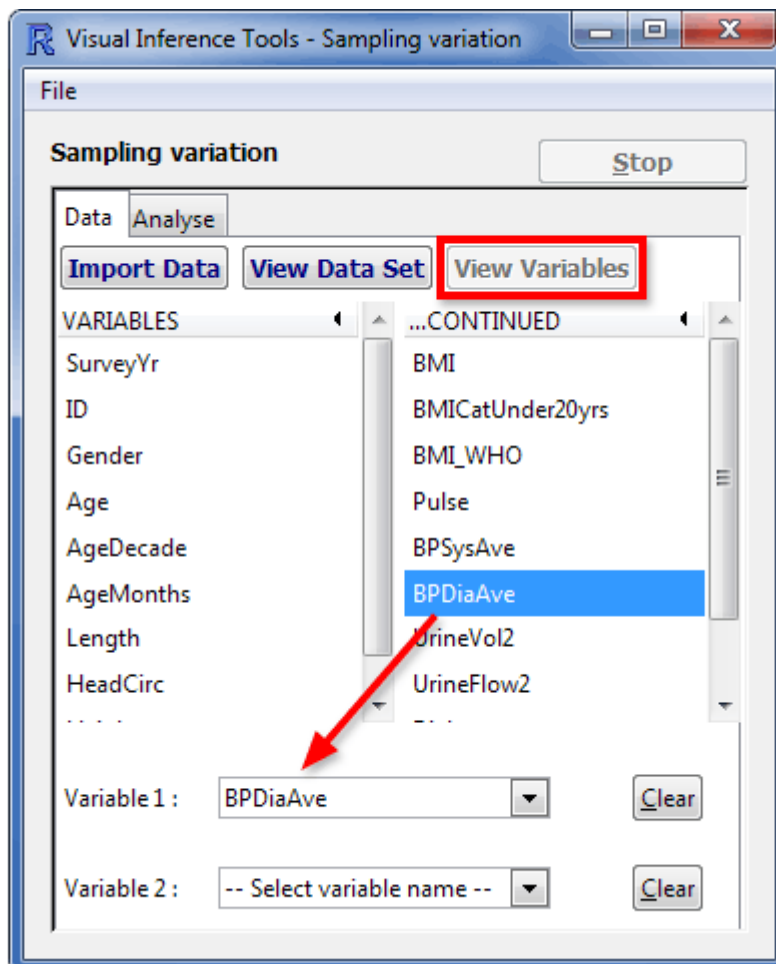 Visual Inference Tools - Sampling variation
File
Sampling variation
Stop
Data Analyse
Import Data View Data Set View Variables
VARIABLES ...CONTINUED
SurveyYr BMI
ID BMICatUnder20yrs
Gender BMI_WHO
Age Pulse
AgeDecade BPSysAve
AgeMonths BPDiaAve
Length UrineVol2
HeadCirc UrineFlow2
Variable 1 : BPDiaAve Clear
Variable 2 : -- Select variable name -- Clear